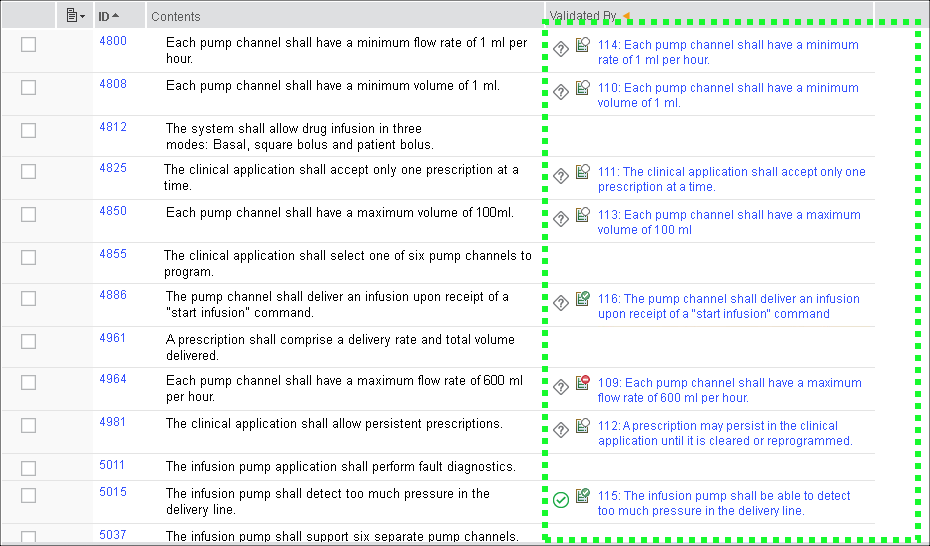 ID Contents Validated By
4800 Each pump channel shall have a minimum flow rate of 1 ml per
hour.
114: Each pump channel shall have a minimum
rate of 1 ml per hour.
4808 Each pump channel shall have a minimum volume of 1 ml.
110: Each pump channel shall have a minimum
volume of 1 ml.
4812 The system shall allow drug infusion in three
modes: Basal, square bolus and patient bolus.
4825 The clinical application shall accept only one prescription at a
time.
111: The clinical application shall accept only one
prescription at a time.
4850 Each pump channel shall have a maximum volume of 100ml.
113: Each pump channel shall have a maximum
volume of 100 ml
4855 The clinical application shall select one of six pump channels to
program.
4886 The pump channel shall deliver an infusion upon receipt of a
"start infusion" command.
116: The pump channel shall deliver an infusion
upon receipt of a "start infusion" command
4961 A prescription shall comprise a delivery rate and total volume
delivered.
4964 Each pump channel shall have a maximum flow rate of 600 ml
per hour.
109: Each pump channel shall have a maximum
flow rate of 600 ml per hour.
4981 The clinical application shall allow persistent prescriptions.
112: A prescription may persist in the clinical
application until it is cleared or reprogrammed.
5011 The infusion pump application shall perform fault diagnostics.
5015 The infusion pump shall detect too much pressure in the
delivery line.
115: The infusion pump shall be able to detect
too much pressure in the delivery line.
5037 The infusion pump shall support six separate pump channels.